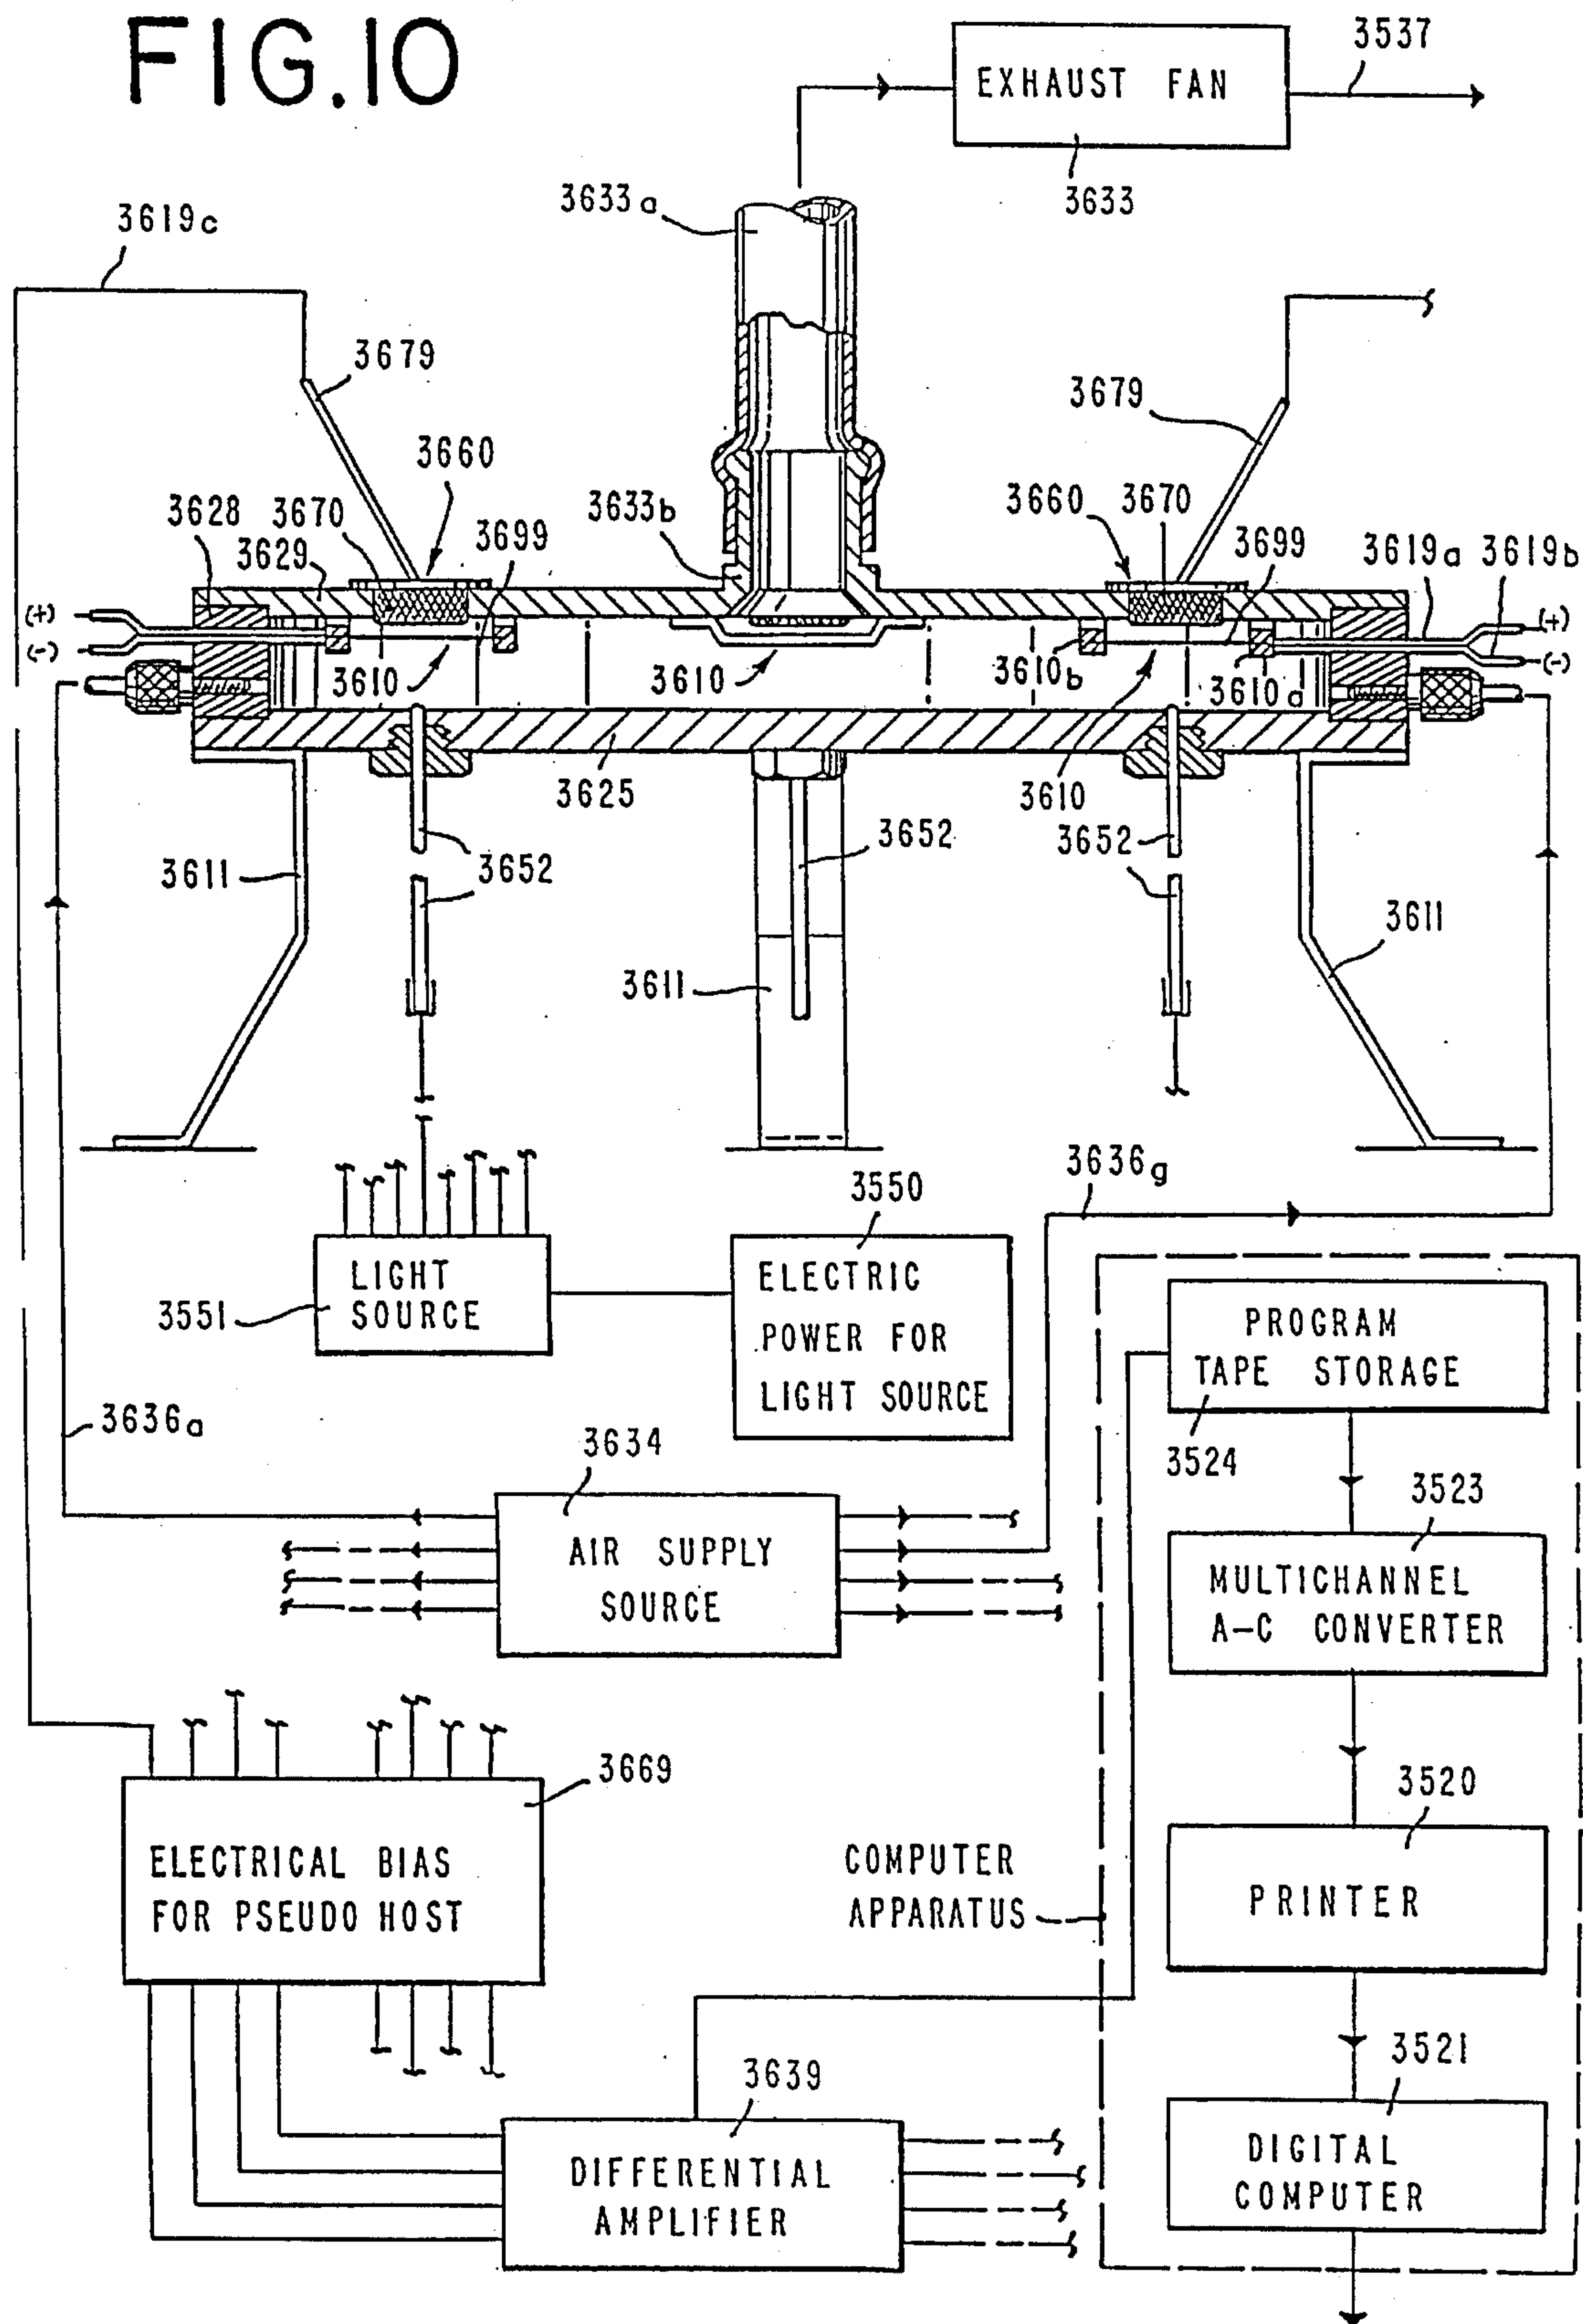 FIG.10
3537
EXHAUST FAN
3633
3633a
3619c
3679
3679
3660
3628
3670
3629
3633b
3699
3660
3670
3699
3619a
3619b
(+)
(-)
(+)
(-)
3610
3610
3610b
3610a
3610
3625
3652
3652
3652
3611
3611
3611
3636g
3550
LIGHT
SOURCE
3551
ELECTRIC
POWER FOR
LIGHT SOURCE
PROGRAM
TAPE STORAGE
3524
3636a
3634
AIR SUPPLY
SOURCE
3523
MULTICHANNEL
A-C CONVERTER
3669
ELECTRICAL BIAS
FOR PSEUDO HOST
3520
PRINTER
COMPUTER
APPARATUS
3639
DIFFERENTIAL
AMPLIFIER
3521
DIGITAL
COMPUTER